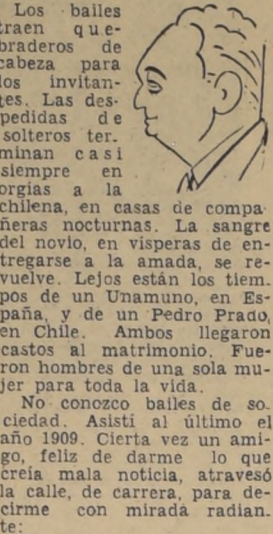 Los bailes
traen que-
braderos de
cabeza para
los invitan-
tes. Las des-
pedidas de
solteros ter-
minan casi
siempre en
orgías a la
chilena, en casas de compa-
ñeras nocturnas. La sangre
del novio, en vísperas de en-
tregarse a la amada, se re-
vuelve. Lejos están los tiem-
pos de un Unamuno, en Es-
paña, y de un Pedro Prado,
en Chile. Ambos llegaron
castos al matrimonio. Fue-
ron hombres de una sola mu-
jer para toda la vida.
No conozco bailes de so-
ciedad. Asistí al último el
año 1909. Cierta vez un ami-
go, feliz de darme lo que
creía mala noticia, atravesó
la calle, de carrera, para de-
cirme con mirada radian-
te: